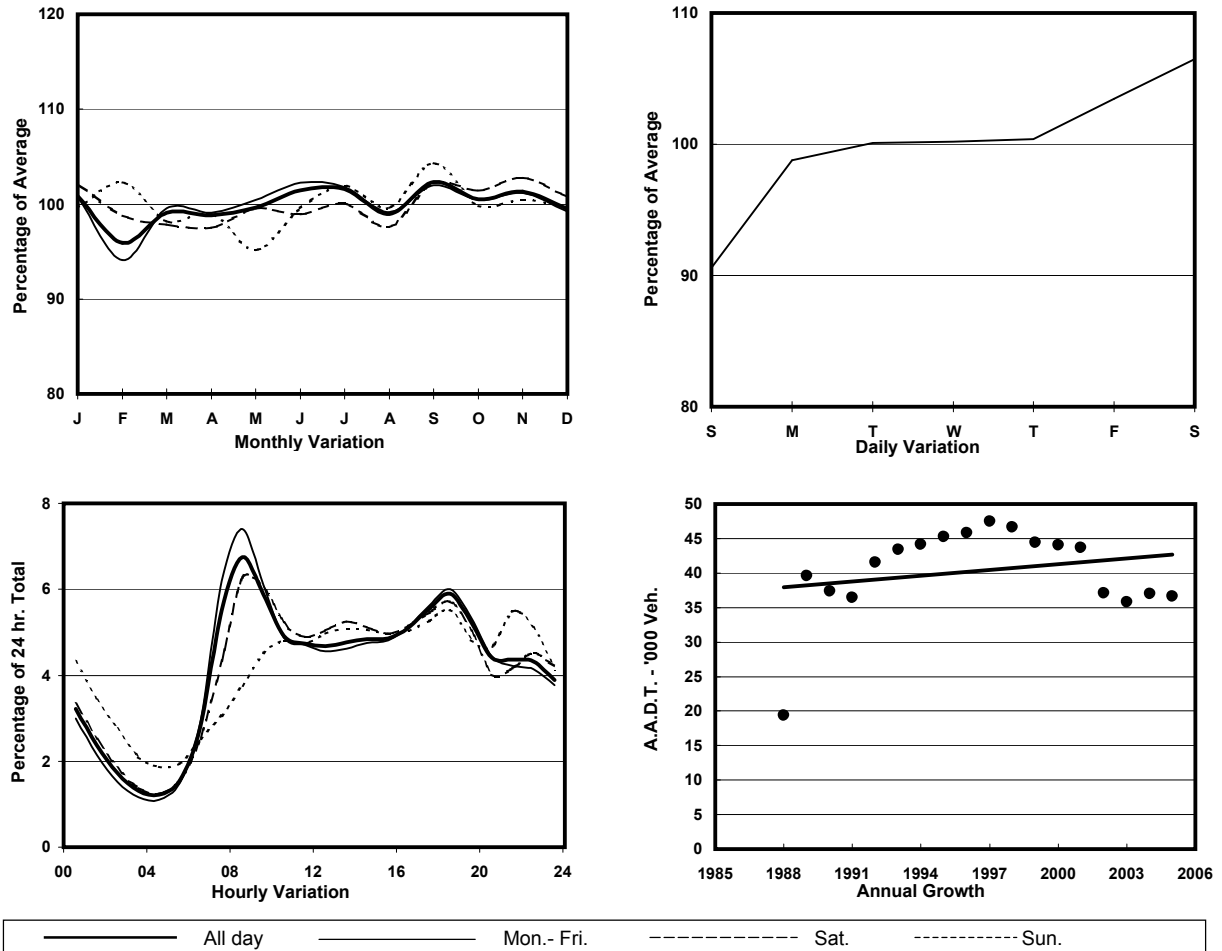 120
110
100
90
80
Percentage of Average
J F M A M J J A S O N D
Monthly Variation
110
100
90
80
Percentage of Average
S M T W T F S
Daily Variation
8
6
4
2
0
Percentage of 24 hr. Total
00 04 08 12 16 20 24
Hourly Variation
50
45
40
35
30
25
20
15
10
5
0
A.A.D.T. - '000 Veh.
1985 1988 1991 1994 1997 2000 2003 2006
Annual Growth
All day Mon.- Fri. Sat. Sun.